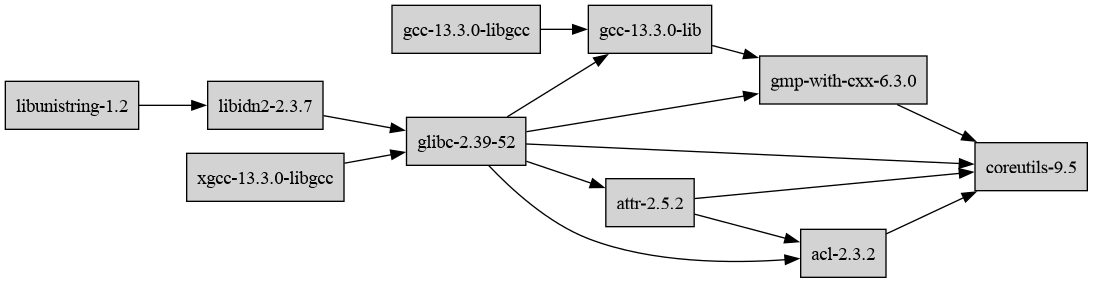 gcc-13.3.0-libgcc
gcc-13.3.0-lib
gmp-with-cxx-6.3.0
libunistring-1.2
libidn2-2.3.7
glibc-2.39-52
xgcc-13.3.0-libgcc
coreutils-9.5
attr-2.5.2
acl-2.3.2